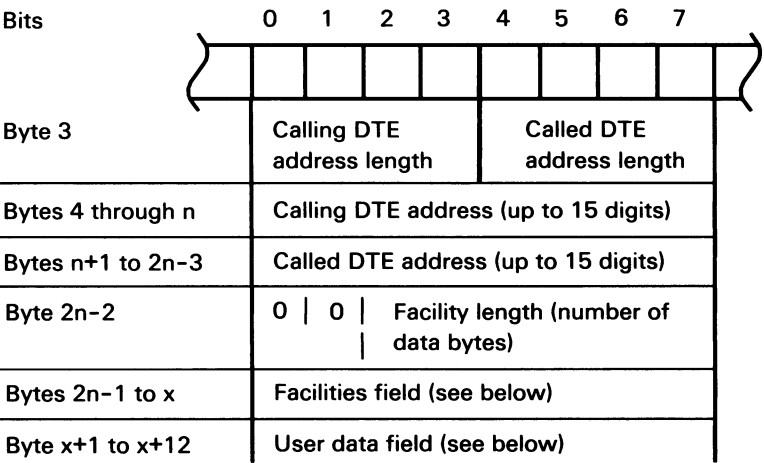 Bits 0 1 2 3 4 5 6 7
Byte 3 Calling DTE address length Called DTE address length
Bytes 4 through n Calling DTE address (up to 15 digits)
Bytes n+1 to 2n-3 Called DTE address (up to 15 digits)
Byte 2n-2 0 | 0 | Facility length (number of
| data bytes)
Bytes 2n-1 to x Facilities field (see below)
Byte x+1 to x+12 User data field (see below)